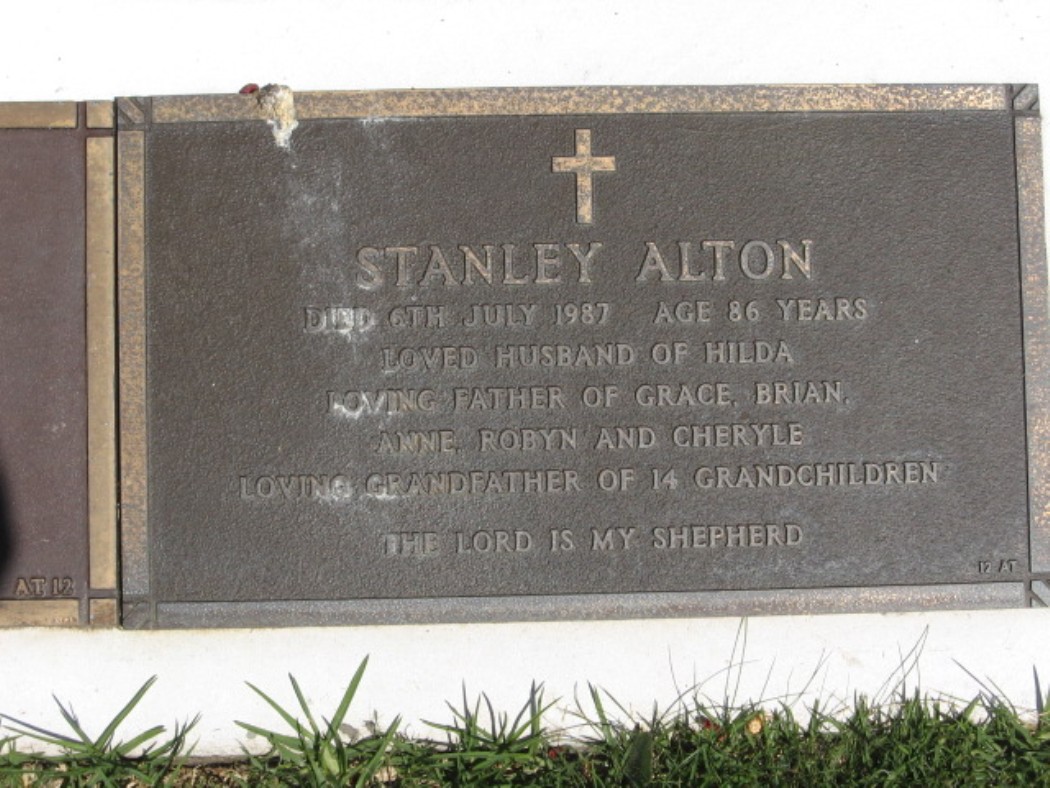 STANLEY ALTON
DIED 6TH JULY 1987 AGE 86 YEARS
LOVED HUSBAND OF HILDA
LOVING FATHER OF GRACE, BRIAN,
ANNE, ROBYN AND CHERYLE
LOVING GRANDFATHER OF 14 GRANDCHILDREN
THE LORD IS MY SHEPHERD
12 AT
AT 12